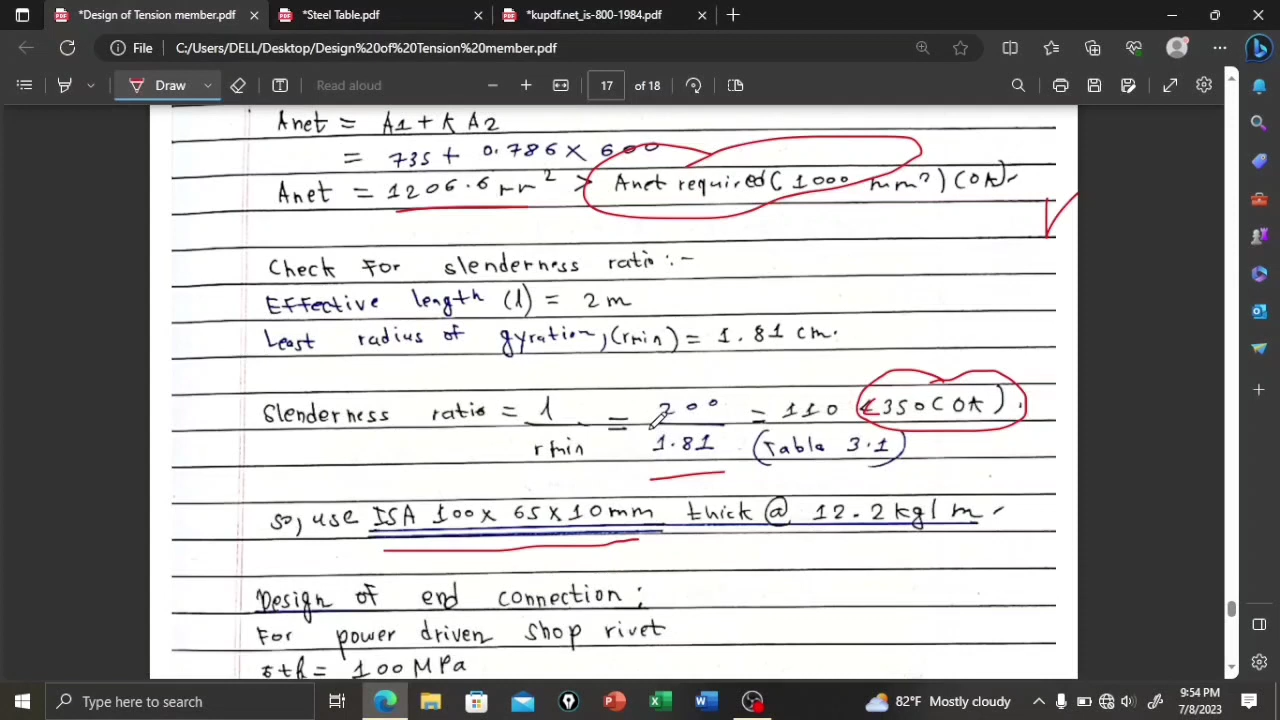 *Design of Tension member.pdf
*Steel Table.pdf
*kupdf.net_is-800-1984.pdf
File
C:/Users/DELL/Desktop/Design%20of%20Tension%20member.pdf
Draw
Read aloud
17 of 18
Anet = A1 + K A2
= 735 + 0.786 × 600
Anet = 1206.6 mm² > Anet required ( 1000 mm²) (OK).
Check For slenderness ratio :-
Effective length (l) = 2 m
Least radius of gyration, (rmin) = 1.81 cm.
Slenderness ratio = l = 200 = 110 < 350 (OK).
rmin 1.81 (Table 3.1)
so, use ISA 100 x 65 x 10 mm thick @ 12.2 kg/m.
Design of end connection :
For power driven shop rivet
= 100 MPa
Type here to search
82°F Mostly cloudy
9:54 PM
7/8/2023